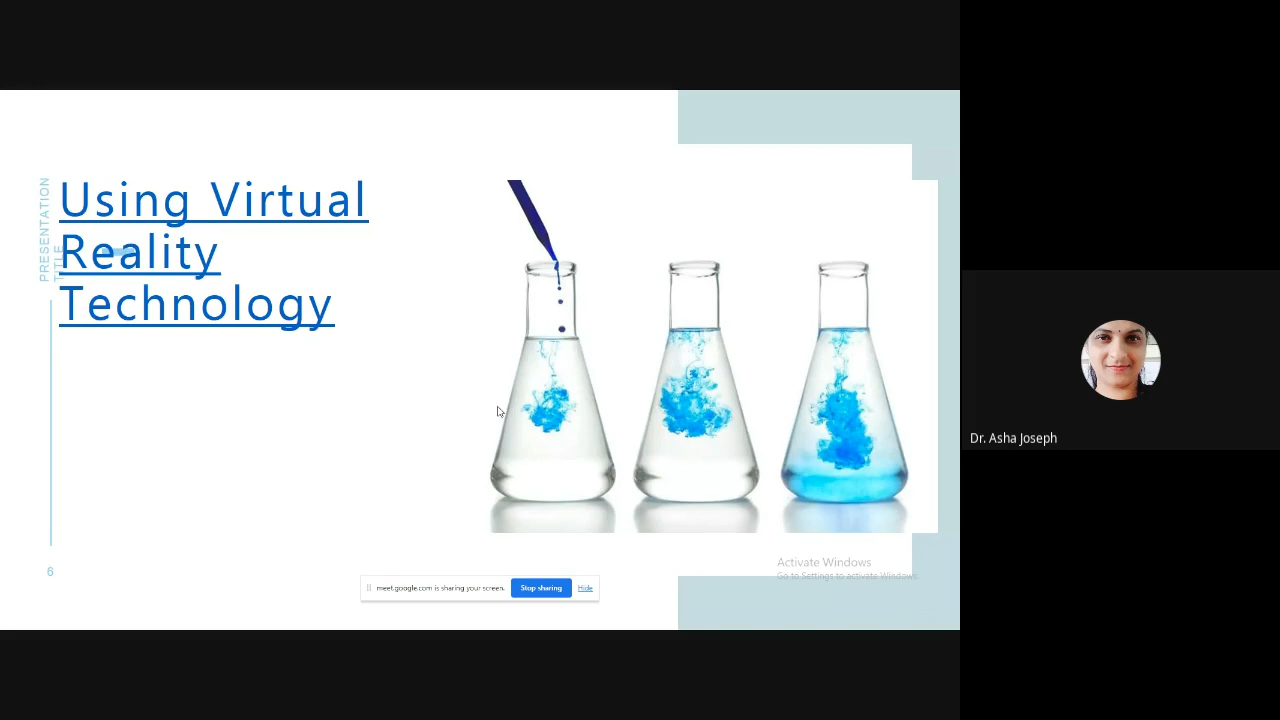 PRESENTATION
TITLE
Using Virtual
Reality
Technology
6
meet.google.com is sharing your screen.
Stop sharing
Hide
Activate Windows
Go to Settings to activate Windows.
Dr. Asha Joseph